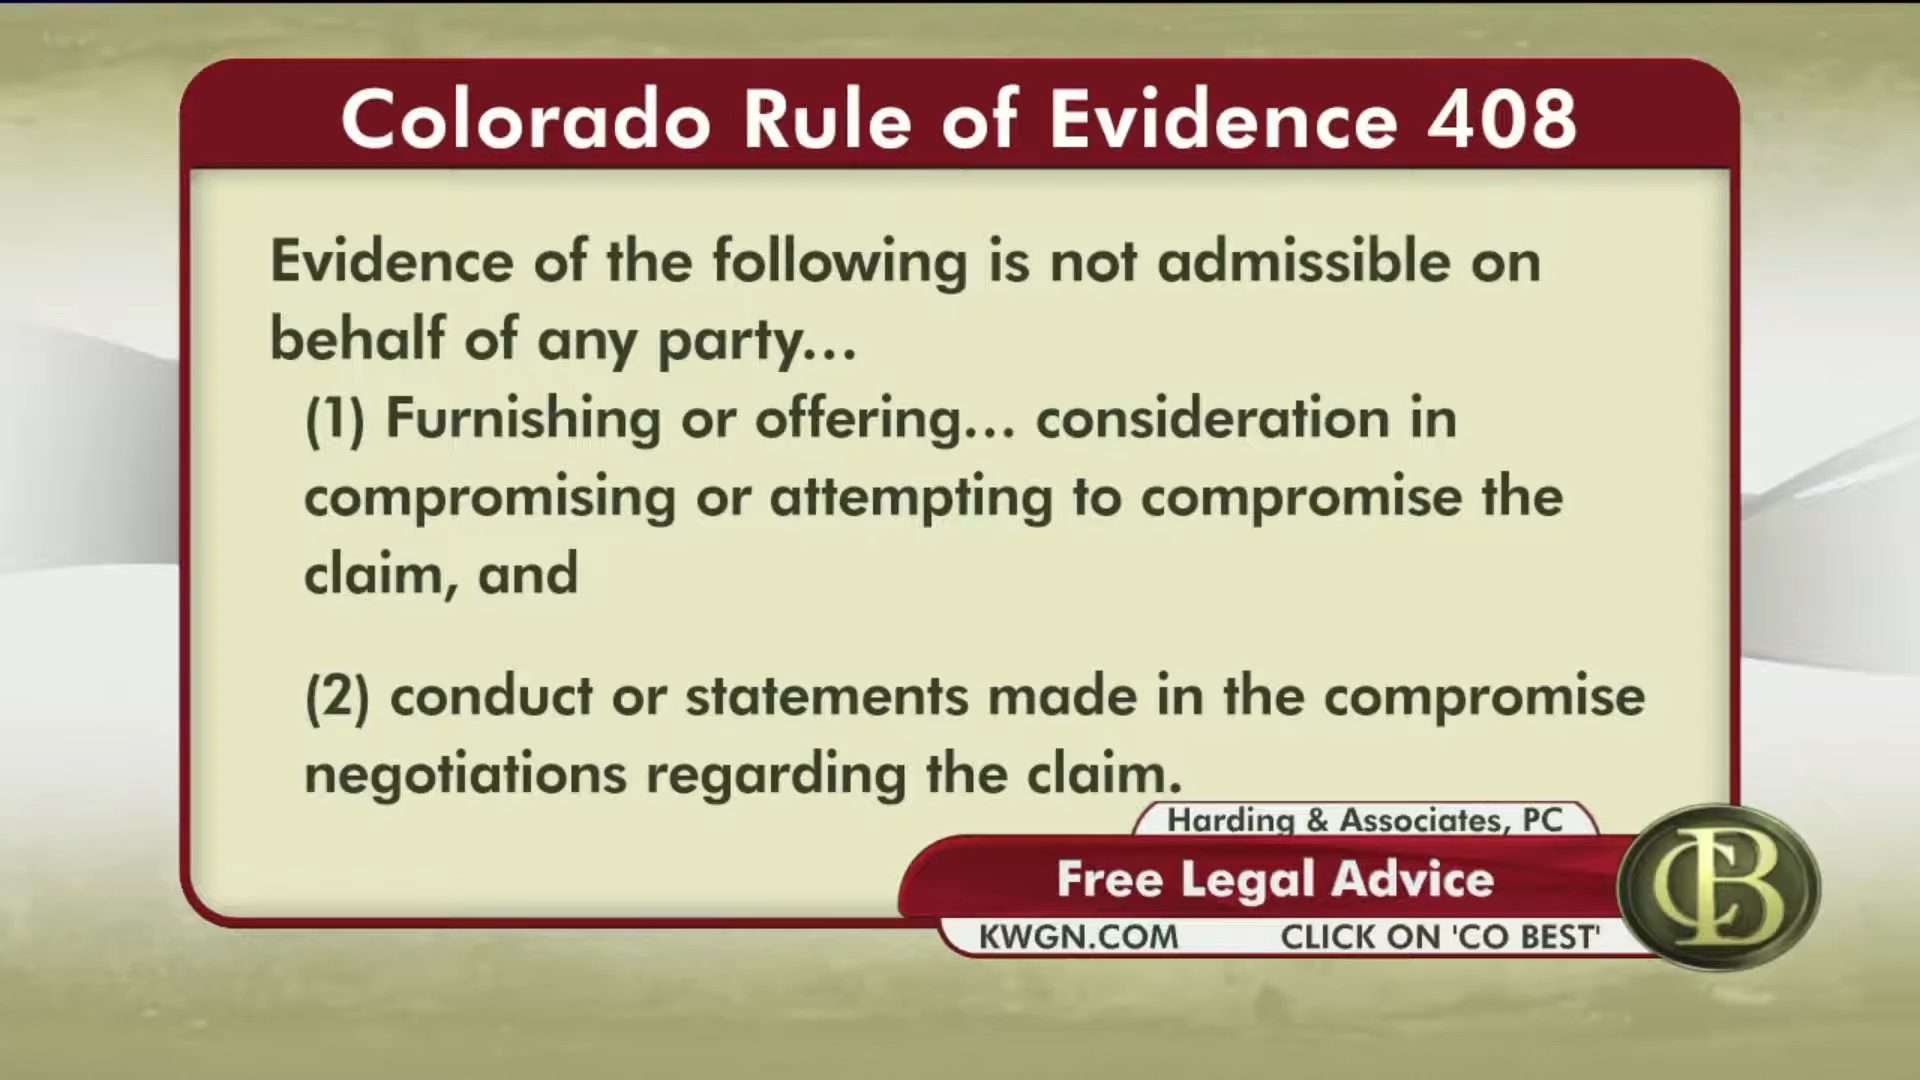 Colorado Rule of Evidence 408
Evidence of the following is not admissible on
behalf of any party...
(1) Furnishing or offering... consideration in
compromising or attempting to compromise the
claim, and
(2) conduct or statements made in the compromise
negotiations regarding the claim.
Harding & Associates, PC
Free Legal Advice
KWGN.COM CLICK ON 'CO BEST'
CB